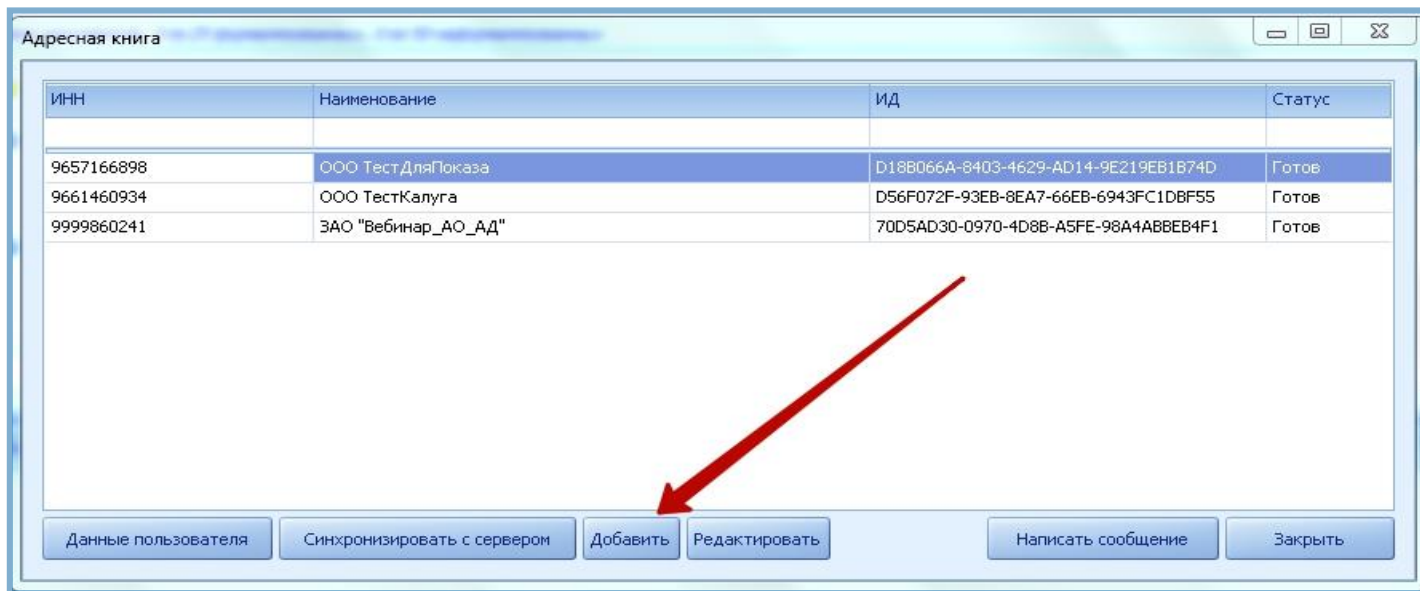 Адресная книга
ИНН Наименование ИД Статус
9657166898 ООО ТестДляПоказа D18B066A-8403-4629-AD14-9E219EB1B74D Готов
9661460934 ООО ТестКалуга D56F072F-93EB-8EA7-66EB-6943FC1DBF55 Готов
9999860241 ЗАО "Вебинар_АО_АД" 70D5AD30-0970-4D8B-A5FE-98A4ABBEB4F1 Готов
Данные пользователя Синхронизировать с сервером Добавить Редактировать Написать сообщение Закрыть